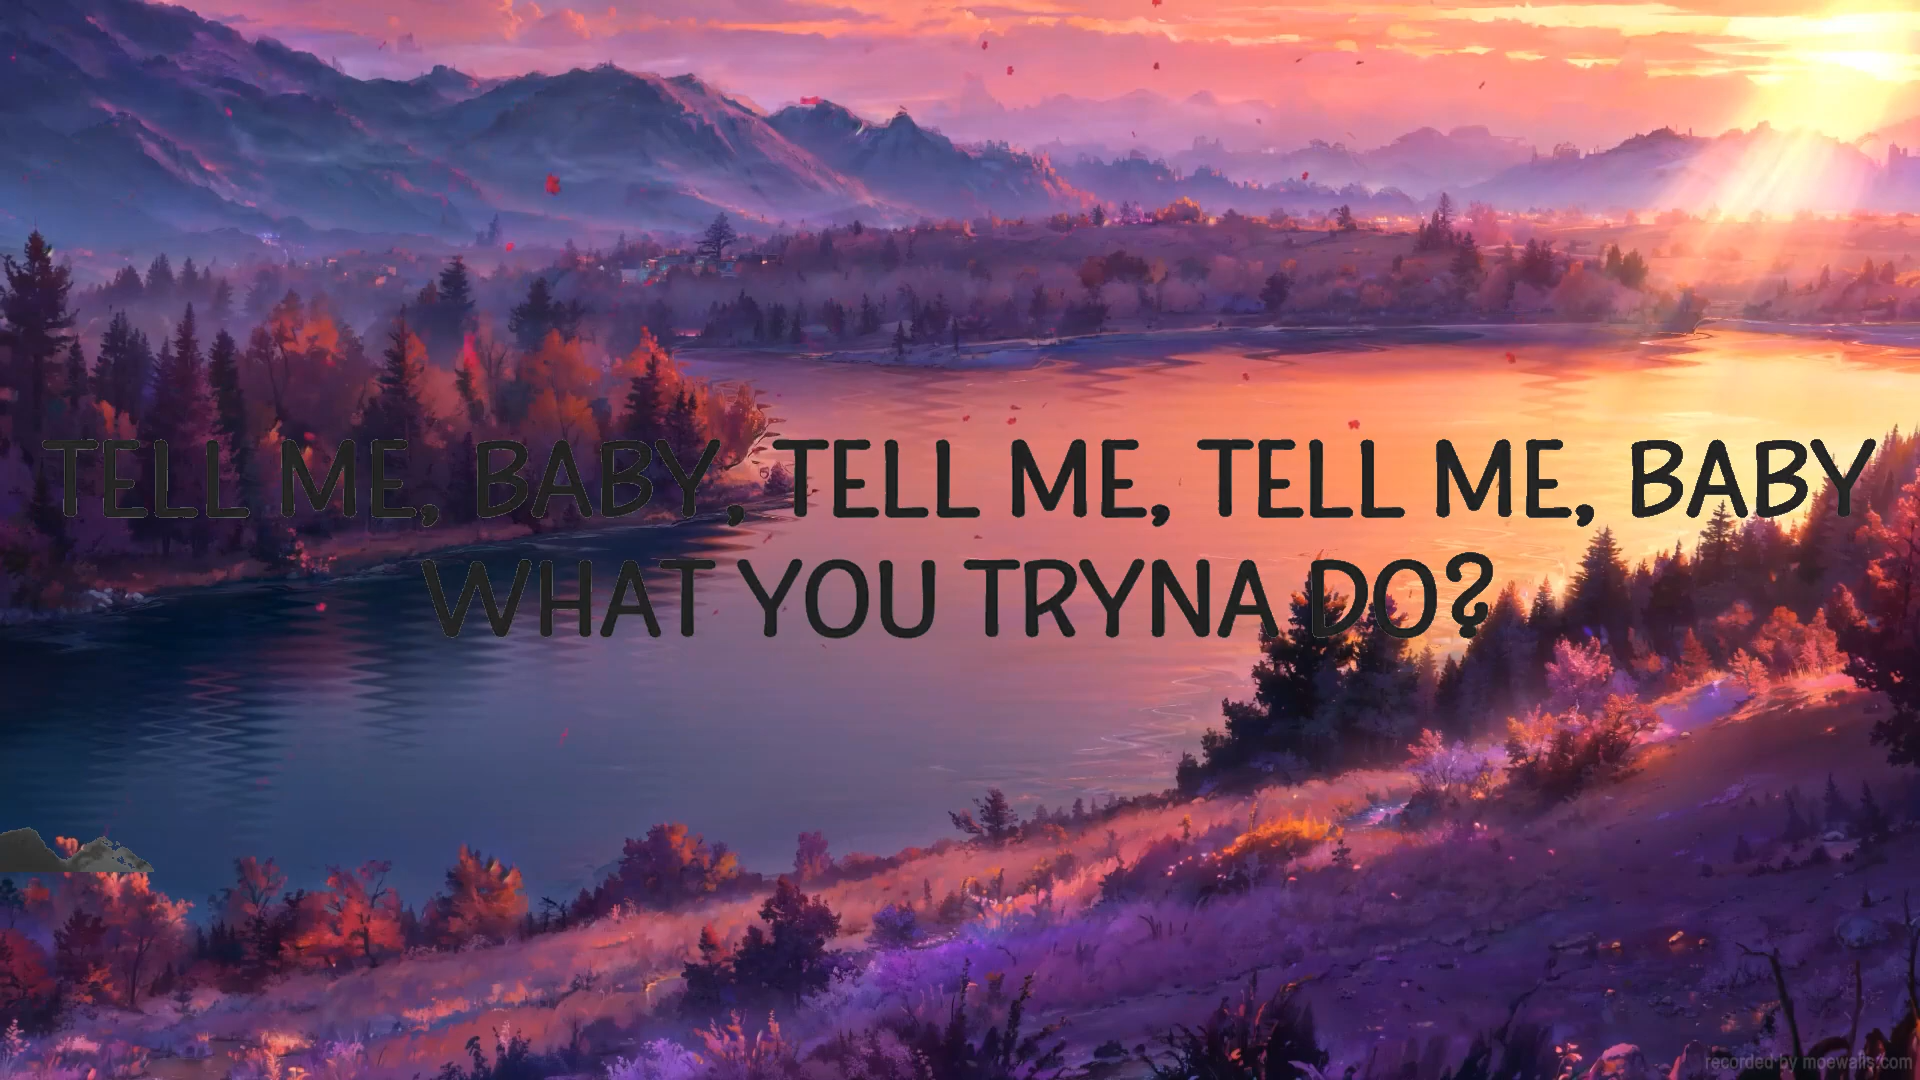 TELL ME, BABY, TELL ME, TELL ME, BABY
WHAT YOU TRYNA DO?
recorded by moewalls.com